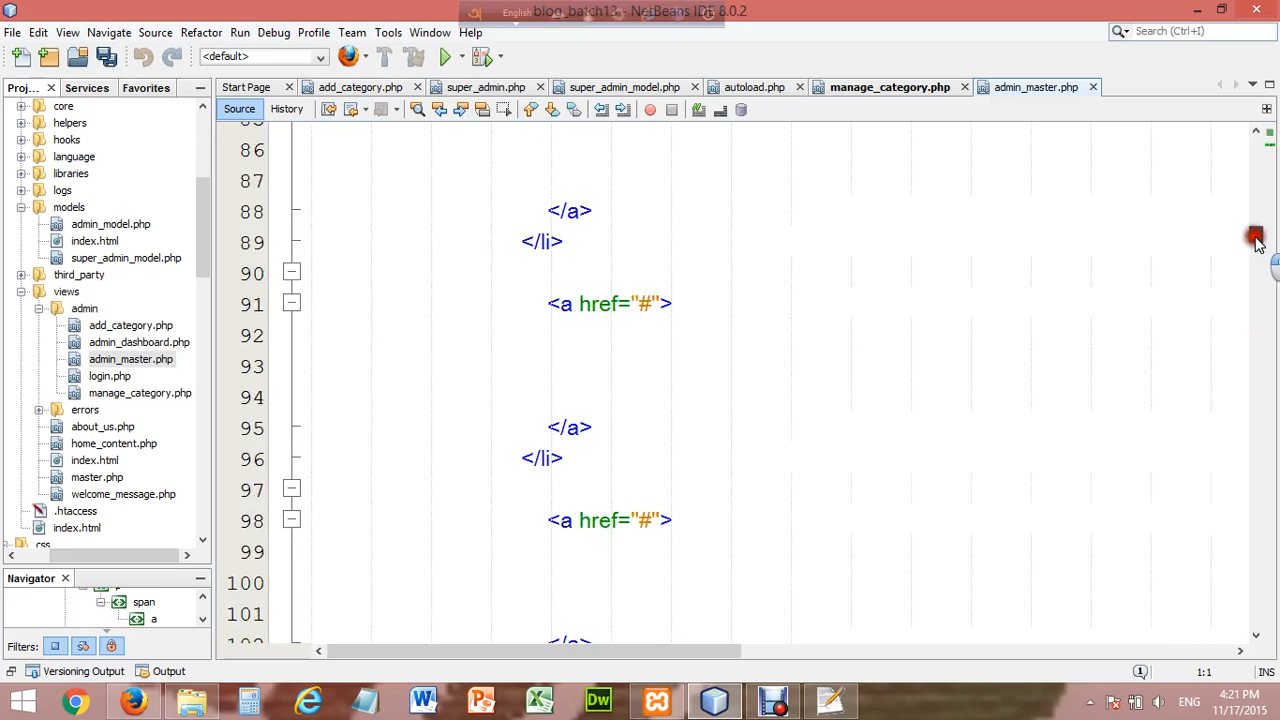 blog_batch13 - NetBeans IDE 8.0.2
English
File Edit View Navigate Source Refactor Run Debug Profile Team Tools Window Help
Search (Ctrl+I)
<default>
Proj... Services Favorites
Start Page add_category.php super_admin.php super_admin_model.php autoload.php manage_category.php admin_master.php
Source History
core
helpers
hooks
language
libraries
logs
models
admin_model.php
index.html
super_admin_model.php
third_party
views
admin
add_category.php
admin_dashboard.php
admin_master.php
login.php
manage_category.php
errors
about_us.php
home_content.php
index.html
master.php
welcome_message.php
.htaccess
index.html
css
86
87
88 </a>
89 </li>
90
91 <a href="#">
92
93
94
95 </a>
96 </li>
97
98 <a href="#">
99
100
101
102 </a>
Navigator
span
a
Filters:
Versioning Output Output
1
1:1
INS
ENG
4:21 PM
11/17/2015